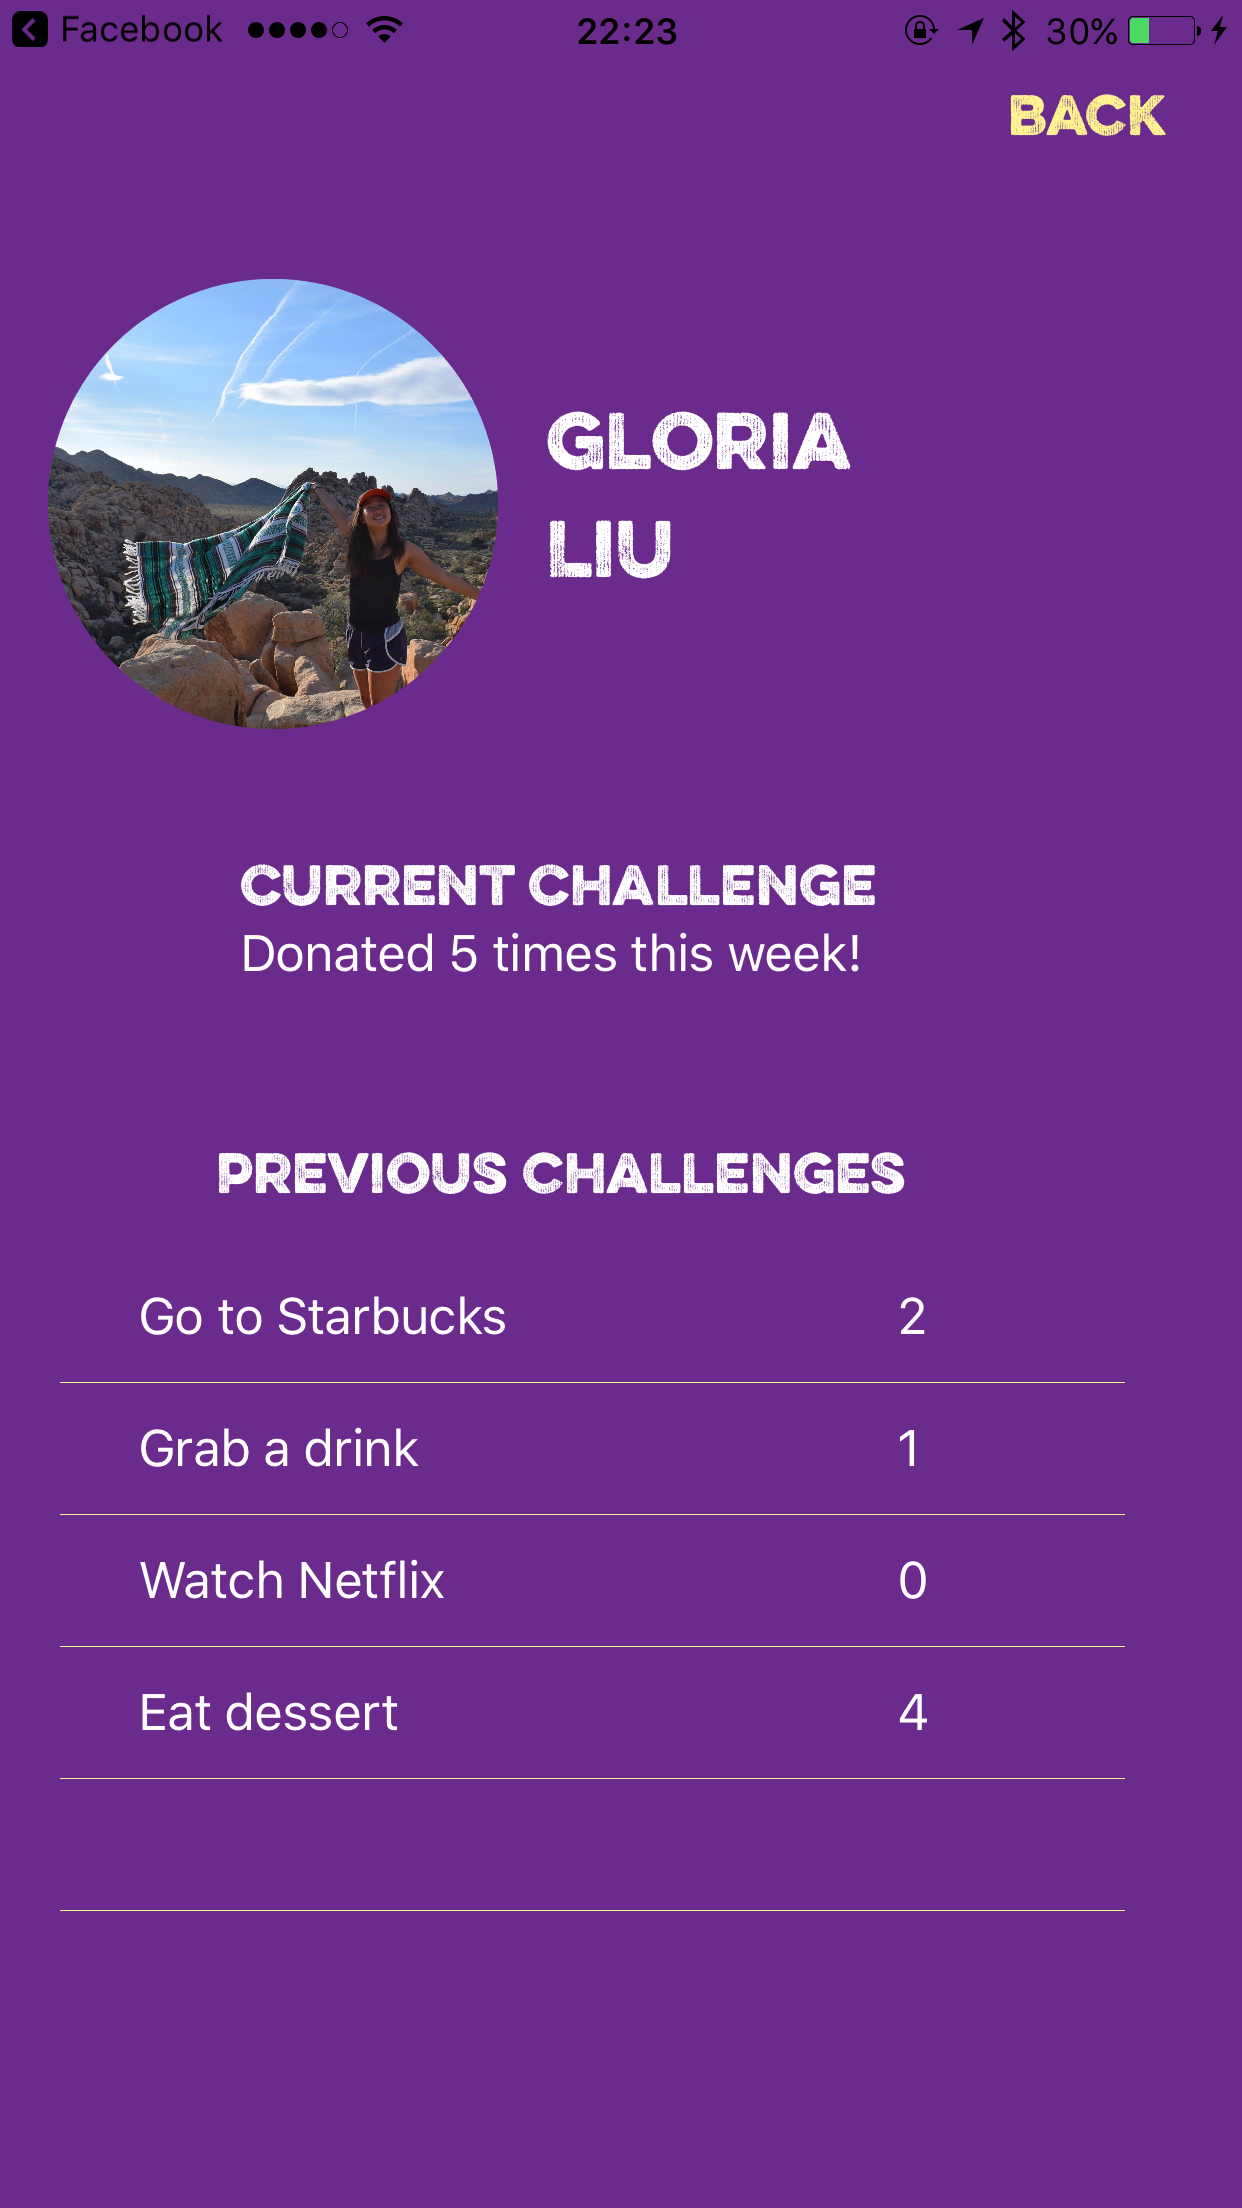 Facebook 22:23 30%
BACK
GLORIA
LIU
CURRENT CHALLENGE
Donated 5 times this week!
PREVIOUS CHALLENGES
Go to Starbucks 2
Grab a drink 1
Watch Netflix 0
Eat dessert 4